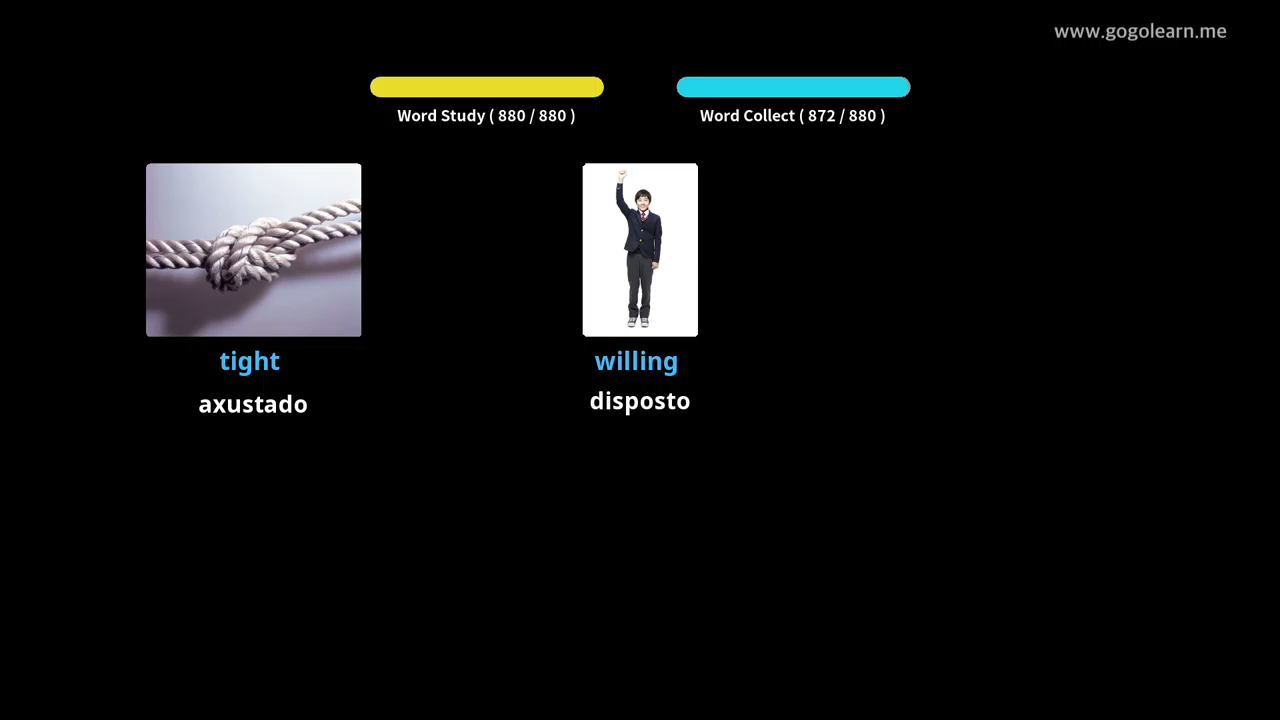 www.gogolearn.me
Word Study ( 880 / 880 )
Word Collect ( 872 / 880 )
tight
willing
axustado
disposto